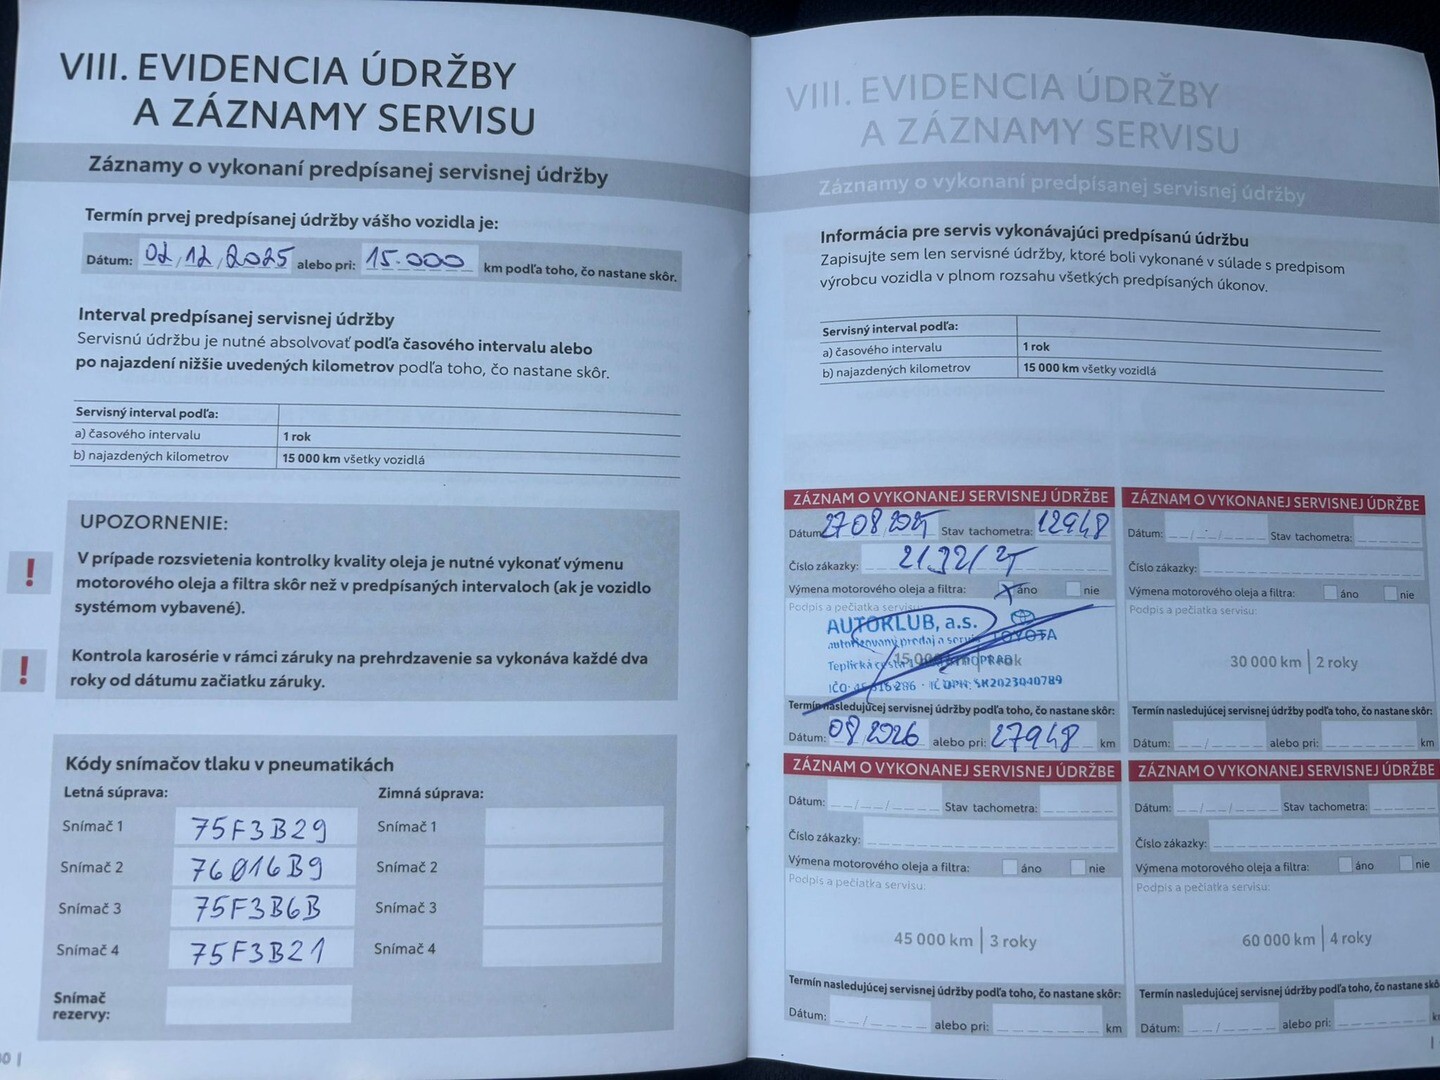 VIII. EVIDENCIA ÚDRŽBY
A ZÁZNAMY SERVISU
Záznamy o vykonaní predpísanej servisnej údržby
Termín prvej predpísanej údržby vášho vozidla je:
Dátum: 02/12/2025 alebo pri: 15.000 km podľa toho, čo nastane skôr.
Interval predpísanej servisnej údržby
Servisnú údržbu je nutné absolvovať podľa časového intervalu alebo
po najazdení nižšie uvedených kilometrov podľa toho, čo nastane skôr.
Servisný interval podľa:
a) časového intervalu 1 rok
b) najazdených kilometrov 15 000 km všetky vozidlá
UPOZORNENIE:
! V prípade rozsvietenia kontrolky kvality oleja je nutné vykonať výmenu
motorového oleja a filtra skôr než v predpísaných intervaloch (ak je vozidlo
systémom vybavené).
! Kontrola karosérie v rámci záruky na prehrdzavenie sa vykonáva každé dva
roky od dátumu začiatku záruky.
Kódy snímačov tlaku v pneumatikách
Letná súprava: Zimná súprava:
Snímač 1 75F3B29 Snímač 1
Snímač 2 76016B9 Snímač 2
Snímač 3 75F3B6B Snímač 3
Snímač 4 75F3B21 Snímač 4
Snímač
rezervy:
VIII. EVIDENCIA ÚDRŽBY
A ZÁZNAMY SERVISU
Záznamy o vykonaní predpísanej servisnej údržby
Informácia pre servis vykonávajúci predpísanú údržbu
Zapisujte sem len servisné údržby, ktoré boli vykonané v súlade s predpisom
výrobcu vozidla v plnom rozsahu všetkých predpísaných úkonov.
Servisný interval podľa:
a) časového intervalu 1 rok
b) najazdených kilometrov 15 000 km všetky vozidlá
ZÁZNAM O VYKONANEJ SERVISNEJ ÚDRŽBE
Dátum: 27 08 2025 Stav tachometra: 12948
Číslo zákazky:
Výmena motorového oleja a filtra: X áno nie
Podpis a pečiatka servisu:
AUTOKLUB, a.s.
autorizovaný predaj a servis TOYOTA
Teplická cesta POPRAD
IČ DPH: SK2023040789
Termín nasledujúcej servisnej údržby podľa toho, čo nastane skôr:
Dátum: 08/2026 alebo pri: 27948 km
ZÁZNAM O VYKONANEJ SERVISNEJ ÚDRŽBE
Dátum: Stav tachometra:
Číslo zákazky:
Výmena motorového oleja a filtra: áno nie
Podpis a pečiatka servisu:
30 000 km | 2 roky
Termín nasledujúcej servisnej údržby podľa toho, čo nastane skôr:
Dátum: alebo pri: km
ZÁZNAM O VYKONANEJ SERVISNEJ ÚDRŽBE
Dátum: Stav tachometra:
Číslo zákazky:
Výmena motorového oleja a filtra: áno nie
Podpis a pečiatka servisu:
45 000 km | 3 roky
Termín nasledujúcej servisnej údržby podľa toho, čo nastane skôr:
Dátum: alebo pri: km
ZÁZNAM O VYKONANEJ SERVISNEJ ÚDRŽBE
Dátum: Stav tachometra:
Číslo zákazky:
Výmena motorového oleja a filtra: áno nie
Podpis a pečiatka servisu:
60 000 km | 4 roky
Termín nasledujúcej servisnej údržby podľa toho, čo nastane
Dátum: alebo pri: